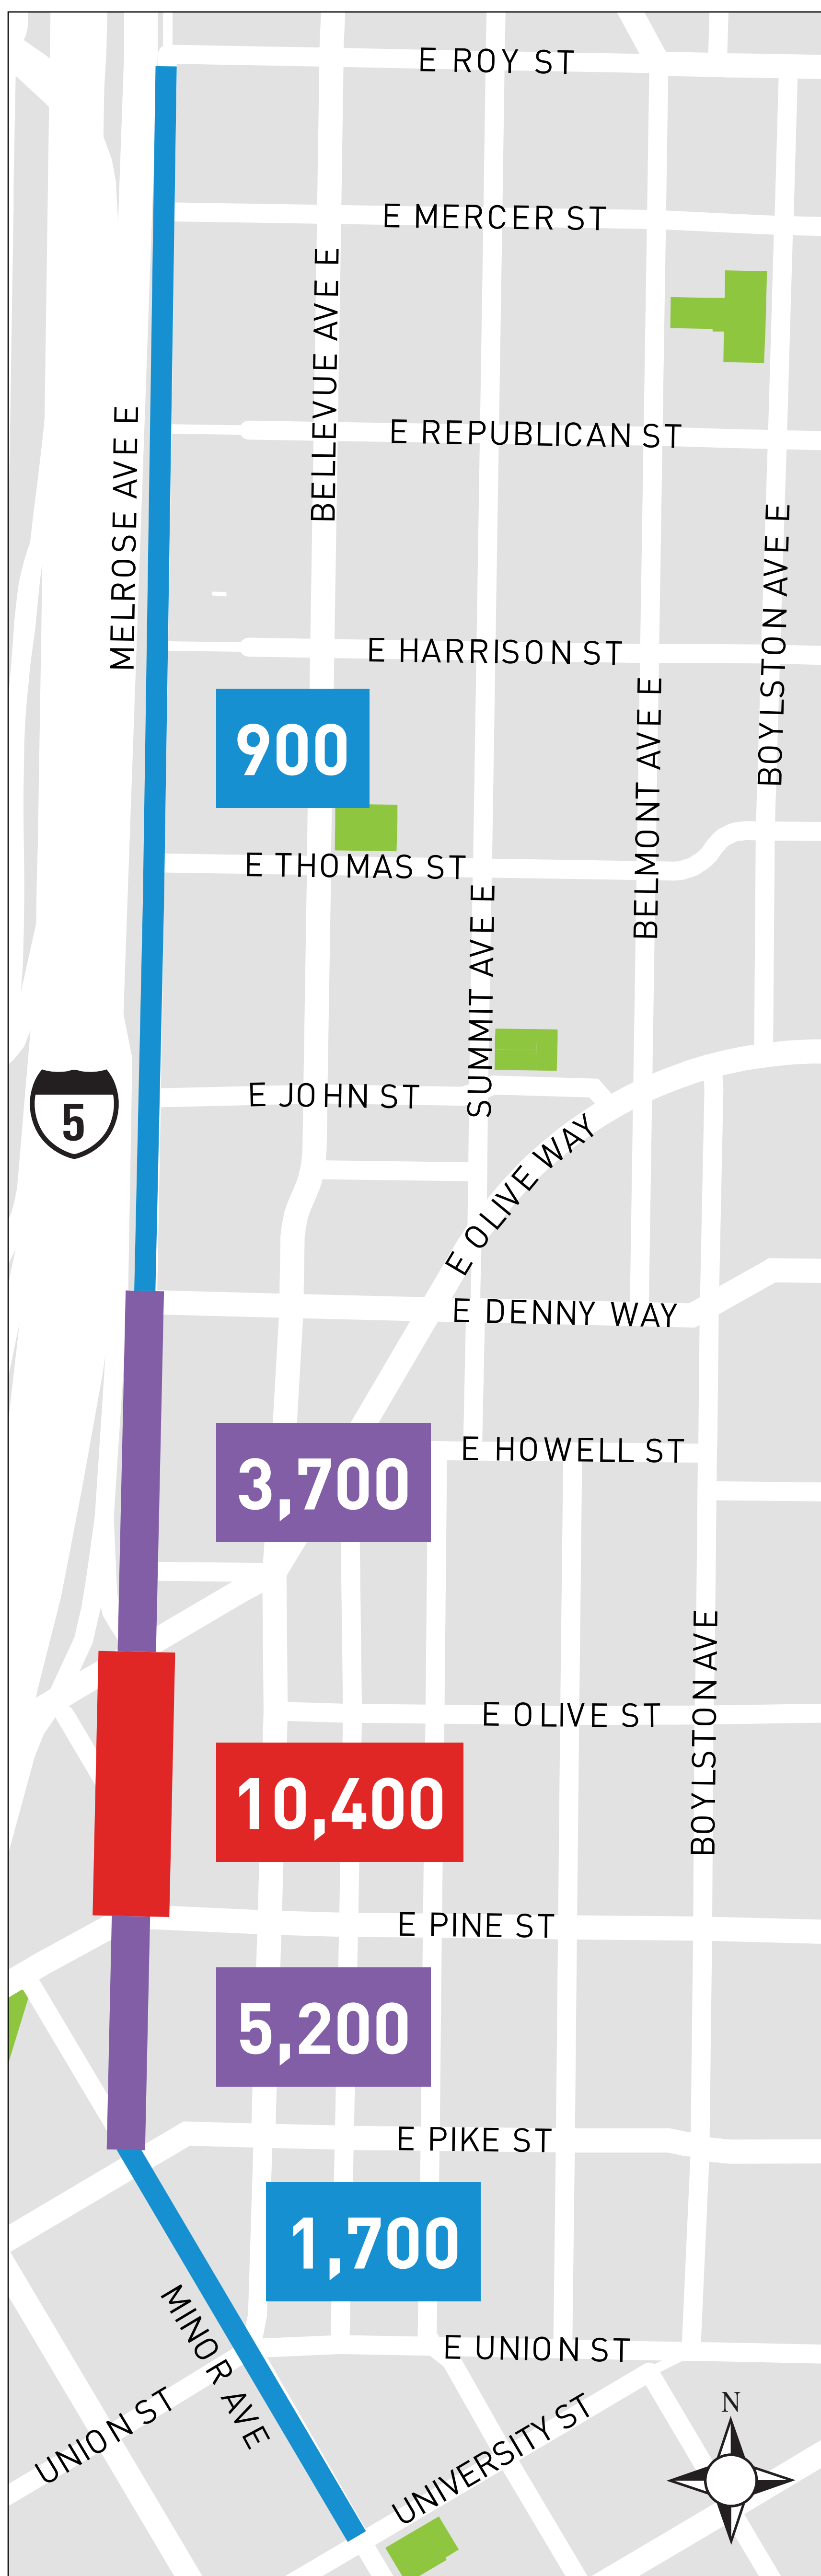 E ROY ST
E MERCER ST
BELLEVUE AVE E
MELROSE AVE E
E REPUBLICAN ST
BOYLSTON AVE E
E HARRISON ST
BELMONT AVE E
900
E THOMAS ST
SUMMIT AVE E
5
E JOHN ST
E OLIVE WAY
E DENNY WAY
E HOWELL ST
3,700
BOYLSTON AVE
E OLIVE ST
10,400
E PINE ST
5,200
E PIKE ST
1,700
MINOR AVE
E UNION ST
UNION ST
UNIVERSITY ST
N